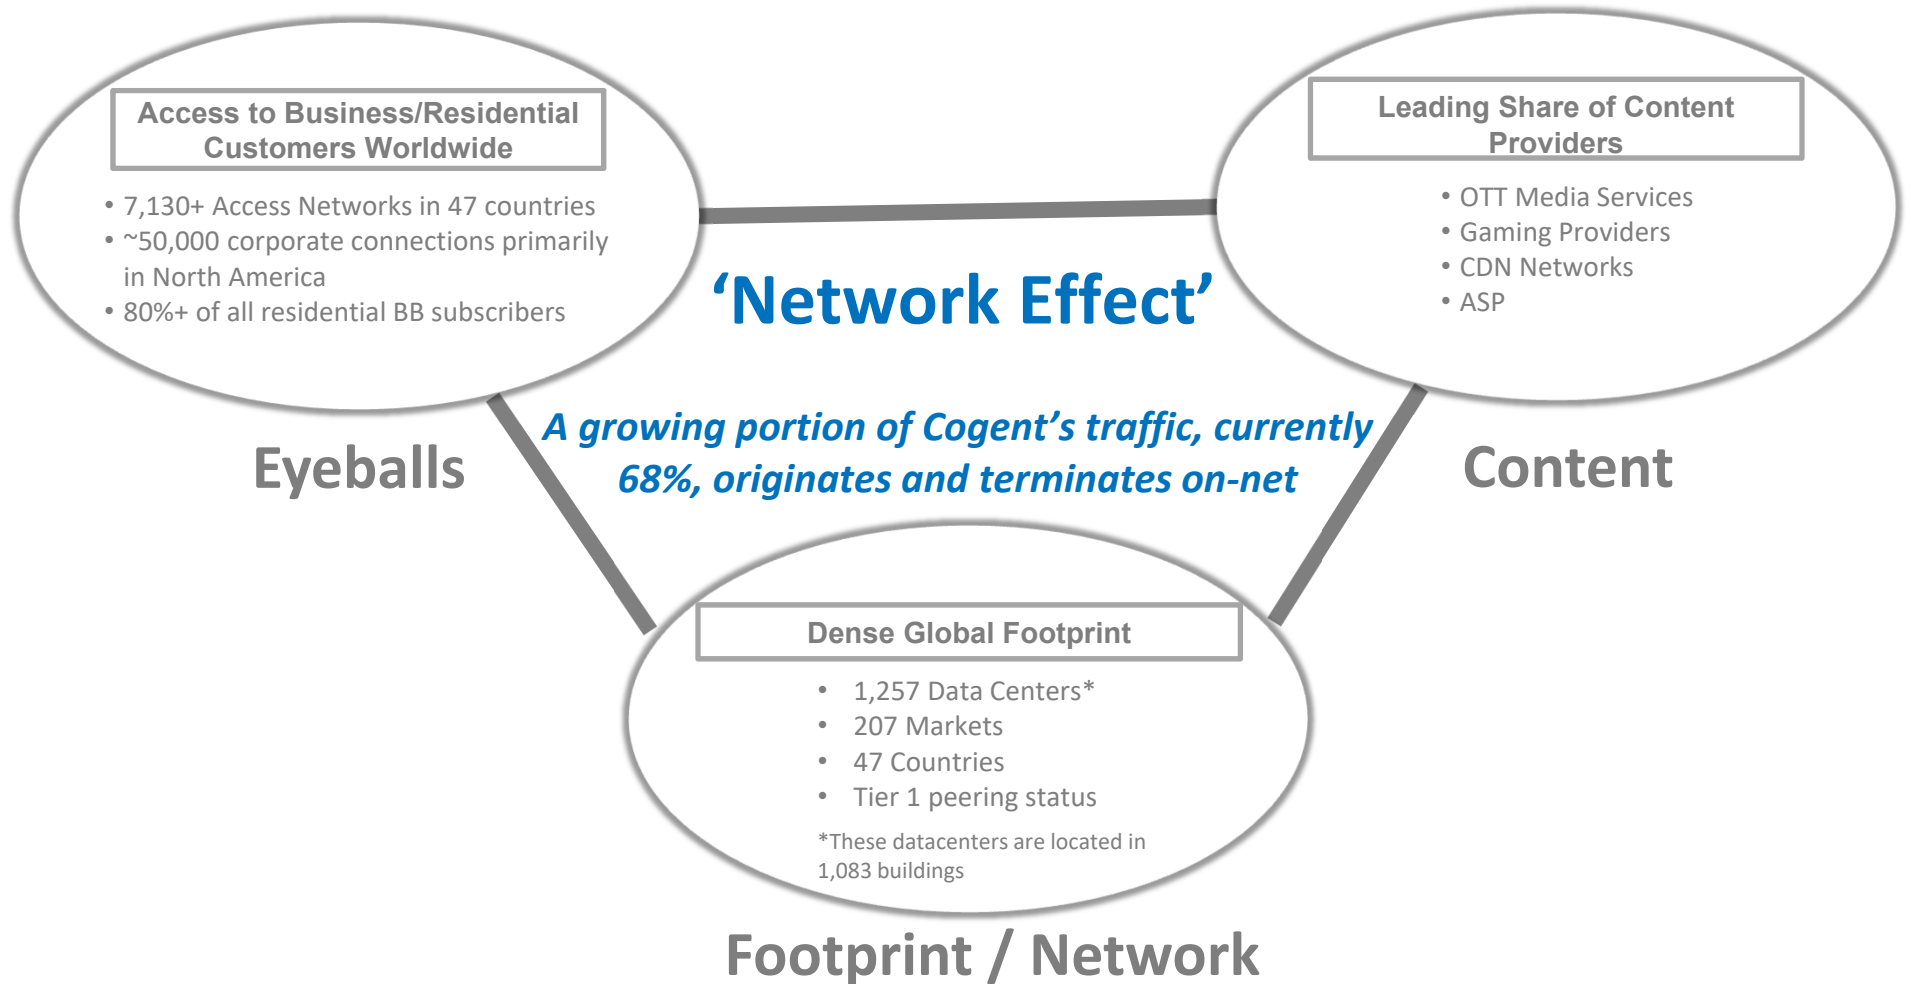 Access to Business/Residential
Customers Worldwide
• 7,130+ Access Networks in 47 countries
• ~50,000 corporate connections primarily
in North America
• 80%+ of all residential BB subscribers
Eyeballs
Leading Share of Content
Providers
• OTT Media Services
• Gaming Providers
• CDN Networks
• ASP
Content
‘Network Effect’
A growing portion of Cogent’s traffic, currently
68%, originates and terminates on-net
Dense Global Footprint
• 1,257 Data Centers*
• 207 Markets
• 47 Countries
• Tier 1 peering status
*These datacenters are located in
1,083 buildings
Footprint / Network